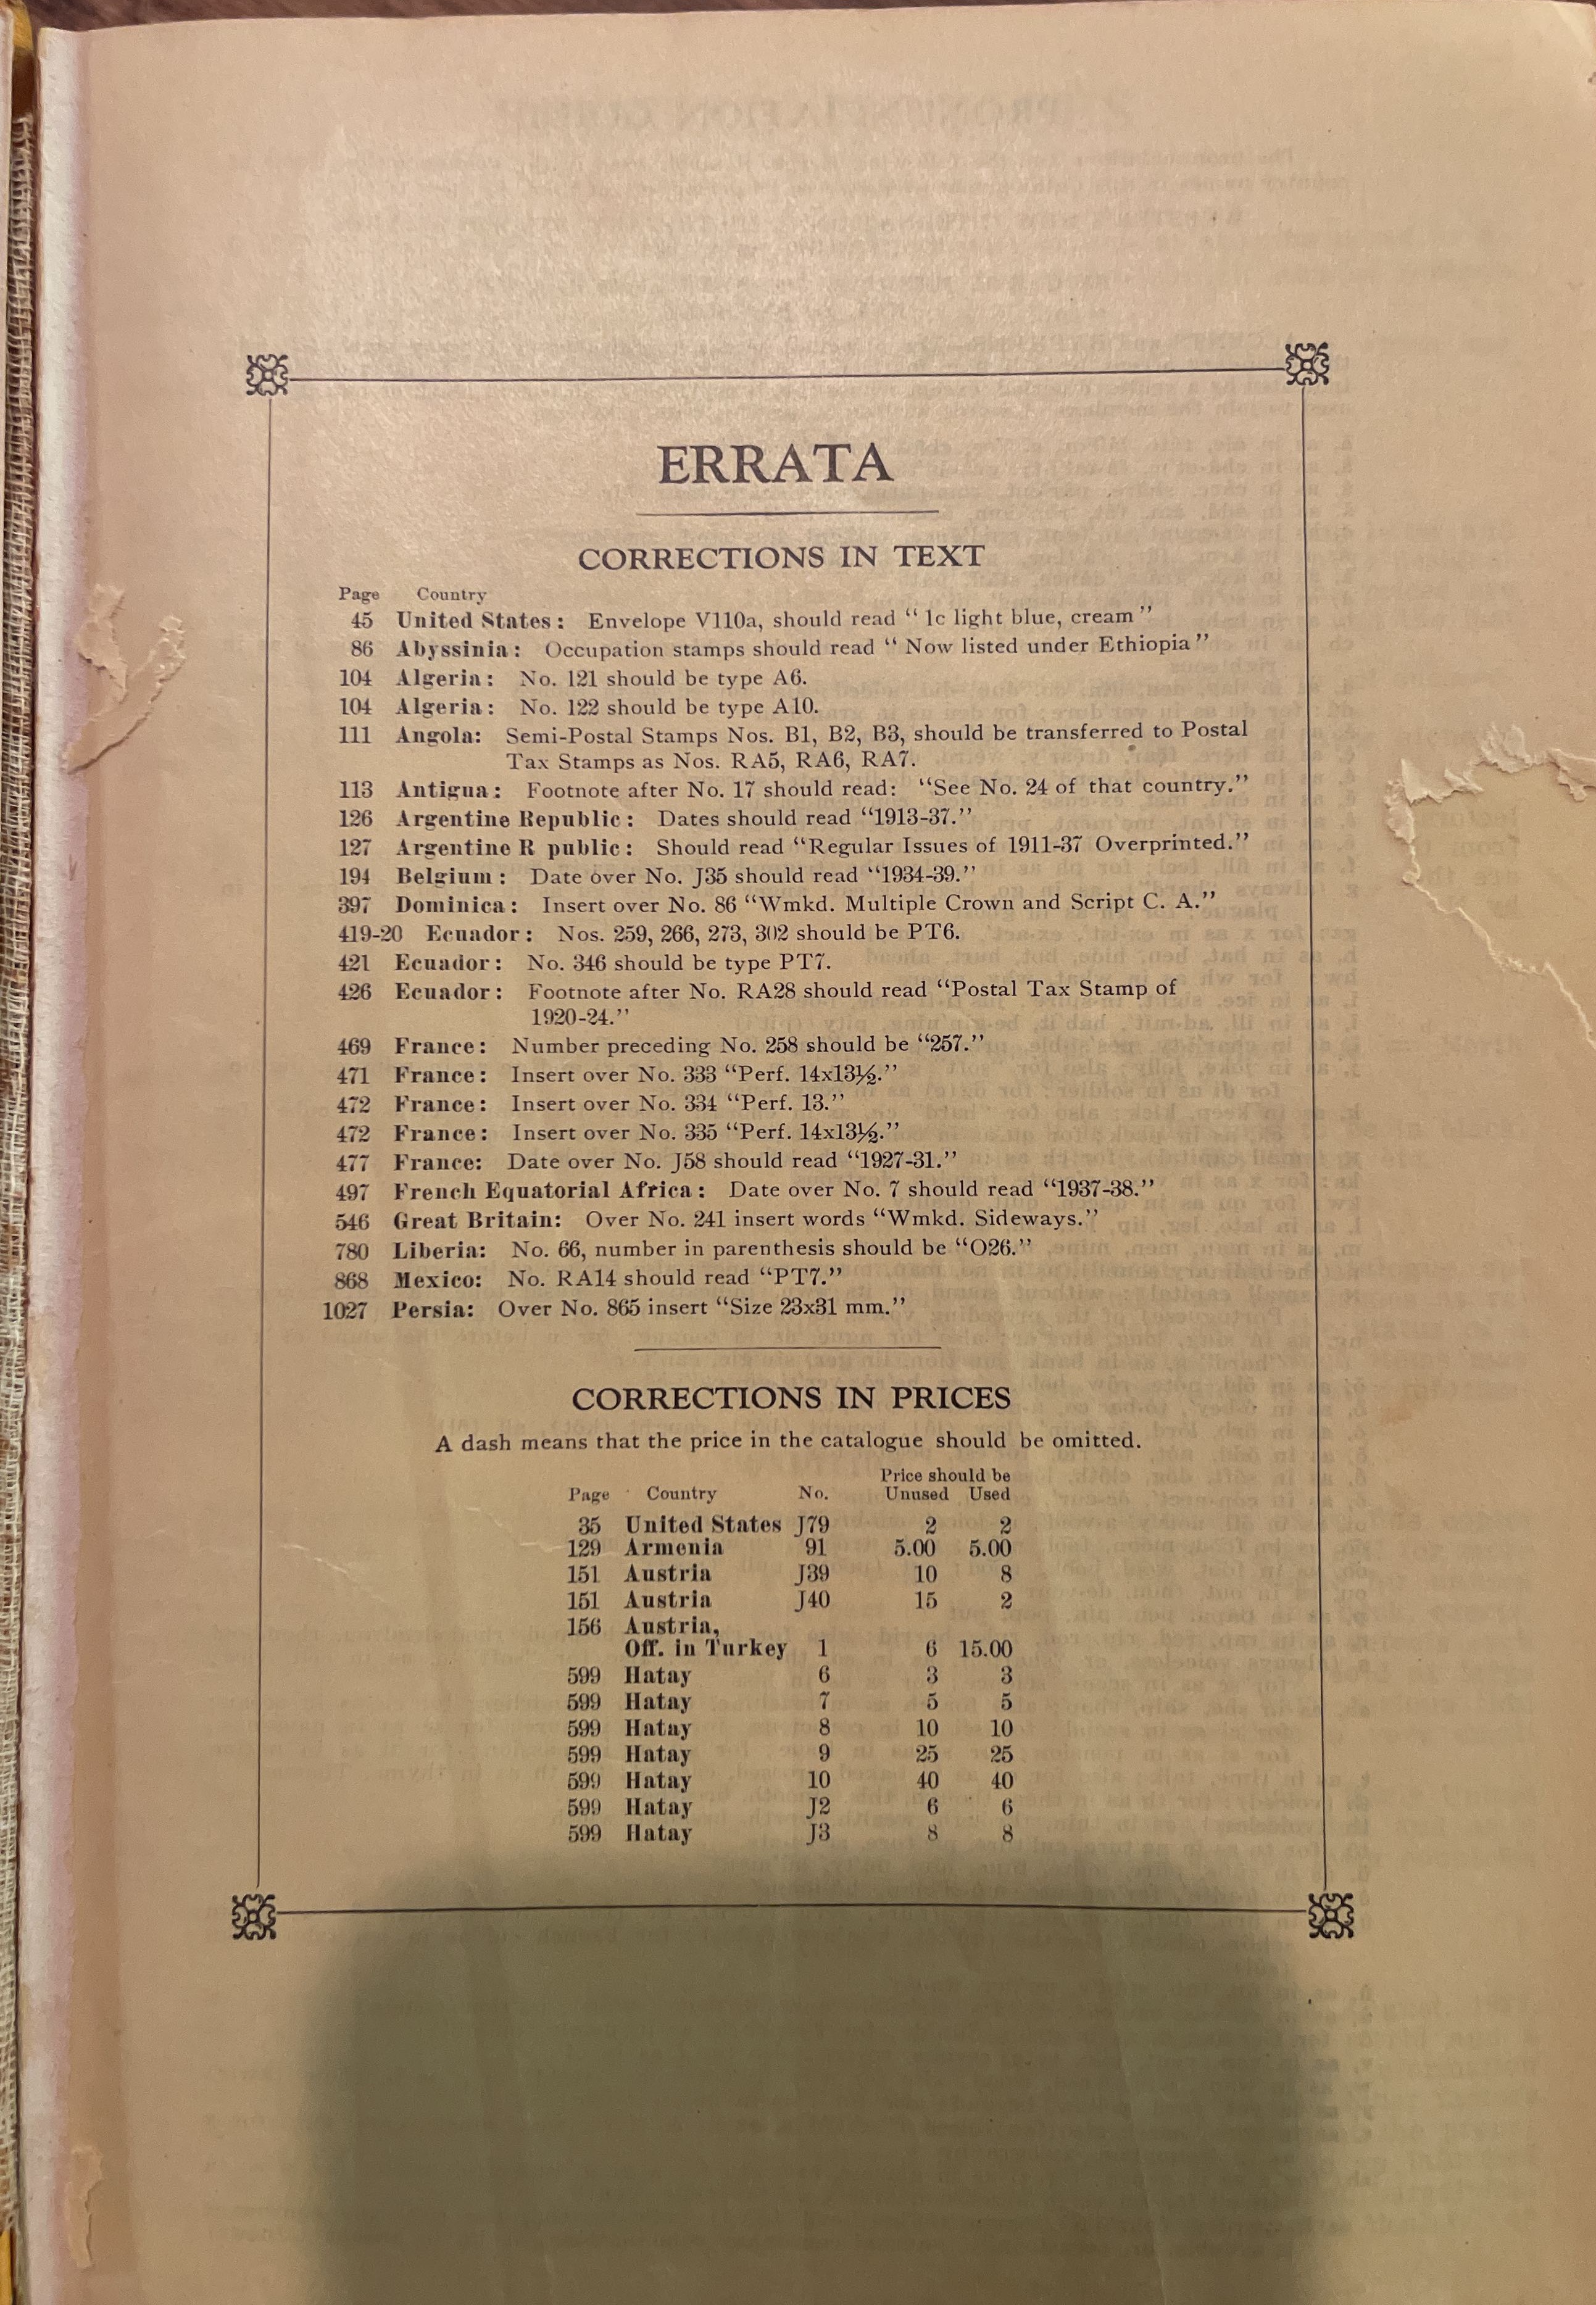 ERRATA
CORRECTIONS IN TEXT
Page Country
45 United States: Envelope V110a, should read “ 1c light blue, cream ”
86 Abyssinia: Occupation stamps should read “ Now listed under Ethiopia ”
104 Algeria: No. 121 should be type A6.
104 Algeria: No. 122 should be type A10.
111 Angola: Semi-Postal Stamps Nos. B1, B2, B3, should be transferred to Postal
Tax Stamps as Nos. RA5, RA6, RA7.
113 Antigua: Footnote after No. 17 should read: “See No. 24 of that country.”
126 Argentine Republic: Dates should read “1913-37.”
127 Argentine R public: Should read “Regular Issues of 1911-37 Overprinted.”
194 Belgium: Date over No. J35 should read “1934-39.”
397 Dominica: Insert over No. 86 “Wmkd. Multiple Crown and Script C. A.”
419-20 Ecuador: Nos. 259, 266, 273, 302 should be PT6.
421 Ecuador: No. 346 should be type PT7.
426 Ecuador: Footnote after No. RA28 should read “Postal Tax Stamp of
1920-24.”
469 France: Number preceding No. 258 should be “257.”
471 France: Insert over No. 333 “Perf. 14x13½.”
472 France: Insert over No. 334 “Perf. 13.”
472 France: Insert over No. 335 “Perf. 14x13½.”
477 France: Date over No. J58 should read “1927-31.”
497 French Equatorial Africa: Date over No. 7 should read “1937-38.”
546 Great Britain: Over No. 241 insert words “Wmkd. Sideways.”
780 Liberia: No. 66, number in parenthesis should be “O26.”
868 Mexico: No. RA14 should read “PT7.”
1027 Persia: Over No. 865 insert “Size 23x31 mm.”
CORRECTIONS IN PRICES
A dash means that the price in the catalogue should be omitted.
Price should be
Page Country No. Unused Used
35 United States J79 2 2
129 Armenia 91 5.00 5.00
151 Austria J39 10 8
151 Austria J40 15 2
156 Austria,
Off. in Turkey 1 6 15.00
599 Hatay 6 3 3
599 Hatay 7 5 5
599 Hatay 8 10 10
599 Hatay 9 25 25
599 Hatay 10 40 40
599 Hatay J2 6 6
599 Hatay J3 8 8